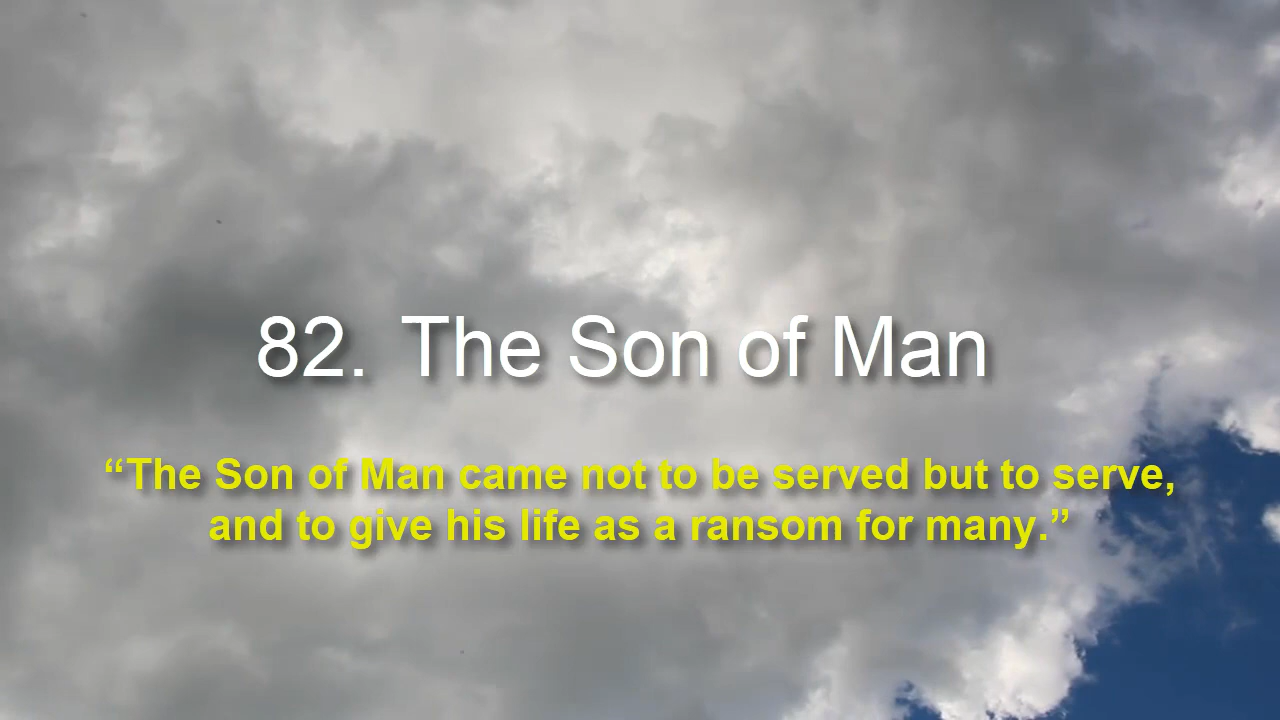 82. The Son of Man
“The Son of Man came not to be served but to serve,
and to give his life as a ransom for many.”